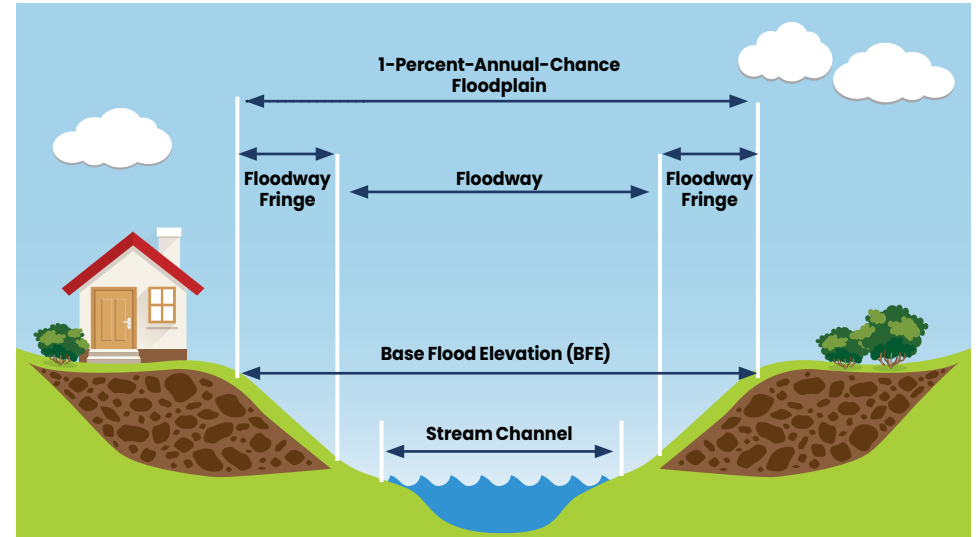 1-Percent-Annual-Chance
Floodplain
Floodway
Fringe
Floodway
Floodway
Fringe
Base Flood Elevation (BFE)
Stream Channel